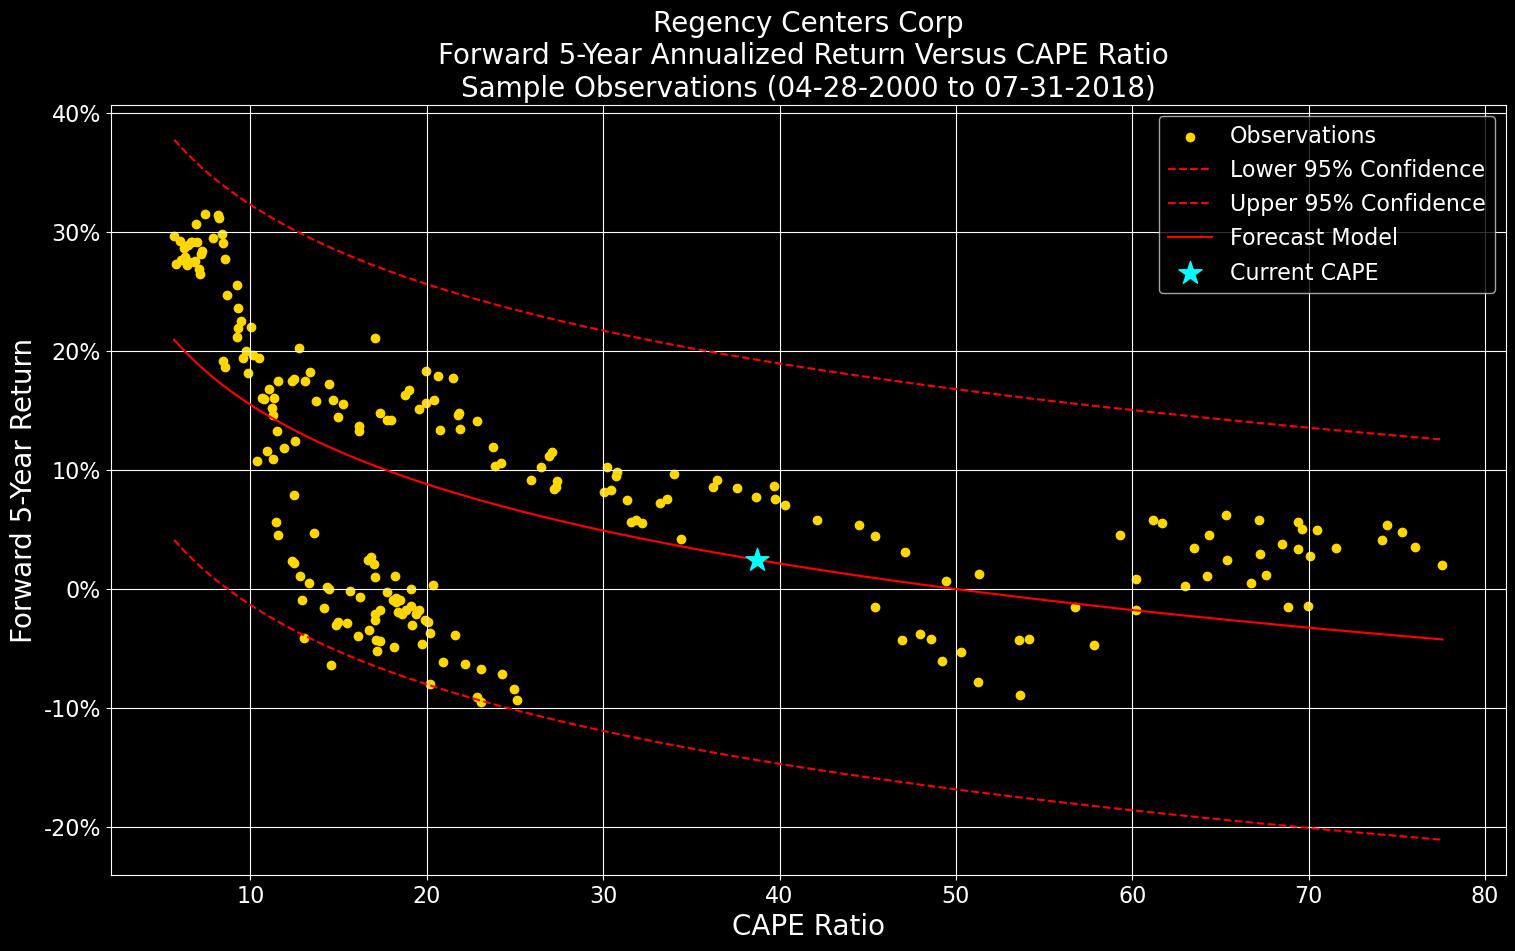 Regency Centers Corp
Forward 5-Year Annualized Return Versus CAPE Ratio
Sample Observations (04-28-2000 to 07-31-2018)
Observations
Lower 95% Confidence
Upper 95% Confidence
Forecast Model
Current CAPE
Forward 5-Year Return
40%
30%
20%
10%
0%
-10%
-20%
10 20 30 40 50 60 70 80
CAPE Ratio